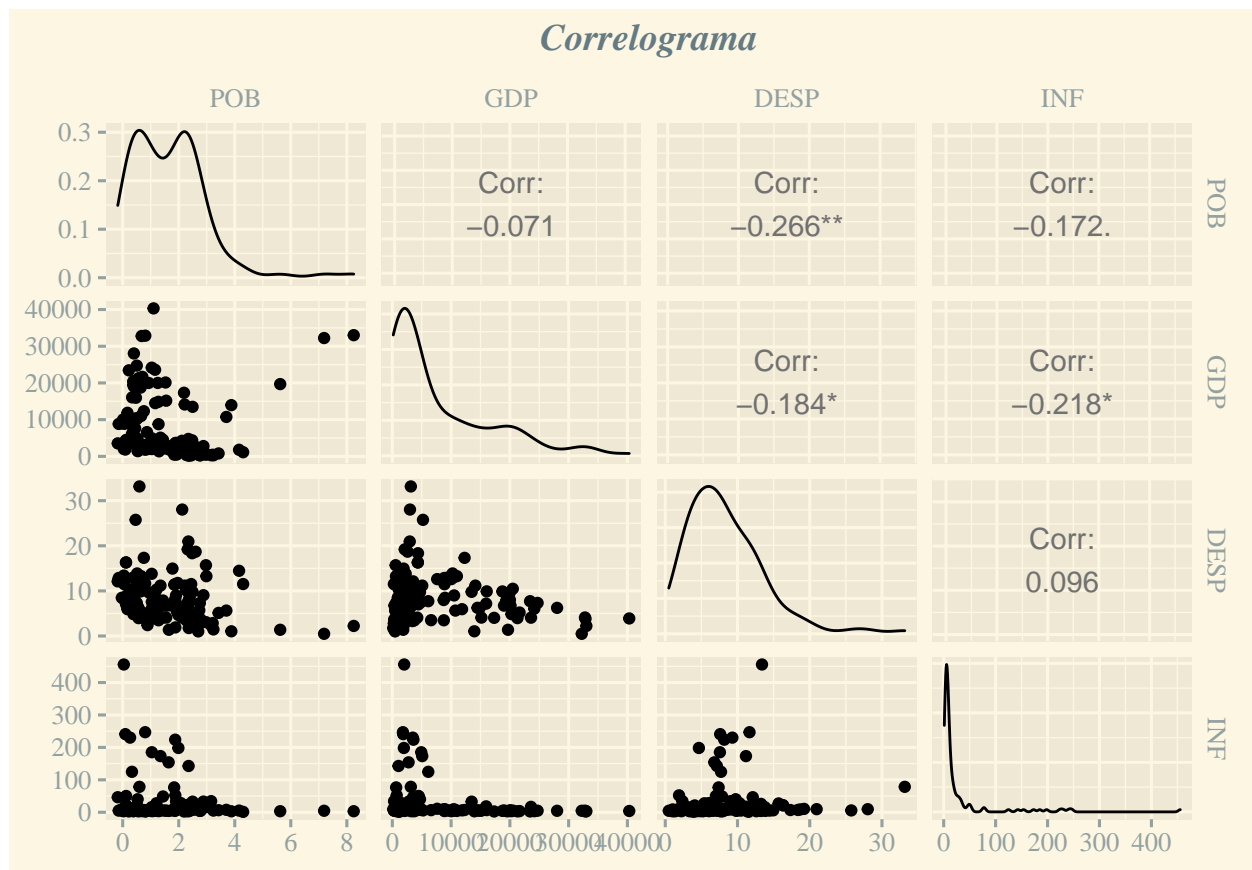 Correlograma
POB GDP DESP INF
0.3
0.2
0.1
0.0
Corr:
−0.071
Corr:
−0.266**
Corr:
−0.172.
POB
40000
30000
20000
10000
0
Corr:
−0.184*
Corr:
−0.218*
GDP
30
20
10
0
Corr:
0.096
DESP
400
300
200
100
0
INF
0 2 4 6 8
0 10000 20000 30000 40000
0 10 20 30
0 100 200 300 400